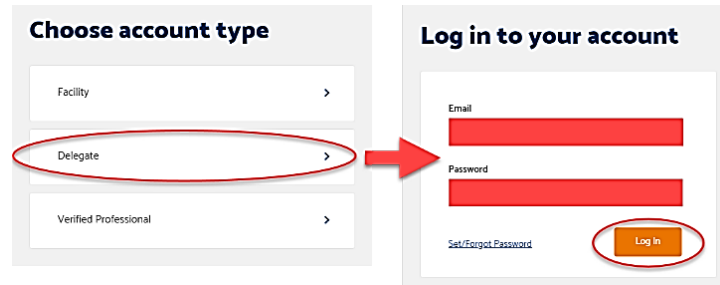 Choose account type
Facility
Delegate
Verified Professional
Log in to your account
Email
Password
Set/Forgot Password
Log In